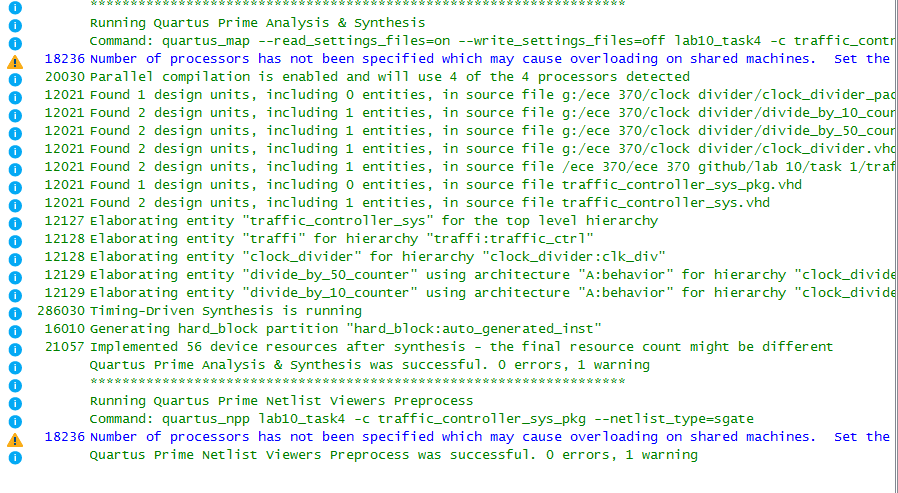 *******************************************************************
Running Quartus Prime Analysis & Synthesis
Command: quartus_map --read_settings_files=on --write_settings_files=off lab10_task4 -c traffic_contr
18236 Number of processors has not been specified which may cause overloading on shared machines.  Set the
20030 Parallel compilation is enabled and will use 4 of the 4 processors detected
12021 Found 1 design units, including 0 entities, in source file g:/ece 370/clock divider/clock_divider_pac
12021 Found 2 design units, including 1 entities, in source file g:/ece 370/clock divider/divide_by_10_coun
12021 Found 2 design units, including 1 entities, in source file g:/ece 370/clock divider/divide_by_50_coun
12021 Found 2 design units, including 1 entities, in source file g:/ece 370/clock divider/clock_divider.vhd
12021 Found 2 design units, including 1 entities, in source file /ece 370/ece 370 github/lab 10/task 1/traf
12021 Found 1 design units, including 0 entities, in source file traffic_controller_sys_pkg.vhd
12021 Found 2 design units, including 1 entities, in source file traffic_controller_sys.vhd
12127 Elaborating entity "traffic_controller_sys" for the top level hierarchy
12128 Elaborating entity "traffi" for hierarchy "traffi:traffic_ctrl"
12128 Elaborating entity "clock_divider" for hierarchy "clock_divider:clk_div"
12129 Elaborating entity "divide_by_50_counter" using architecture "A:behavior" for hierarchy "clock_divide
12129 Elaborating entity "divide_by_10_counter" using architecture "A:behavior" for hierarchy "clock_divide
286030 Timing-Driven Synthesis is running
16010 Generating hard_block partition "hard_block:auto_generated_inst"
21057 Implemented 56 device resources after synthesis - the final resource count might be different
Quartus Prime Analysis & Synthesis was successful. 0 errors, 1 warning
*******************************************************************
Running Quartus Prime Netlist Viewers Preprocess
Command: quartus_npp lab10_task4 -c traffic_controller_sys_pkg --netlist_type=sgate
18236 Number of processors has not been specified which may cause overloading on shared machines.  Set the
Quartus Prime Netlist Viewers Preprocess was successful. 0 errors, 1 warning